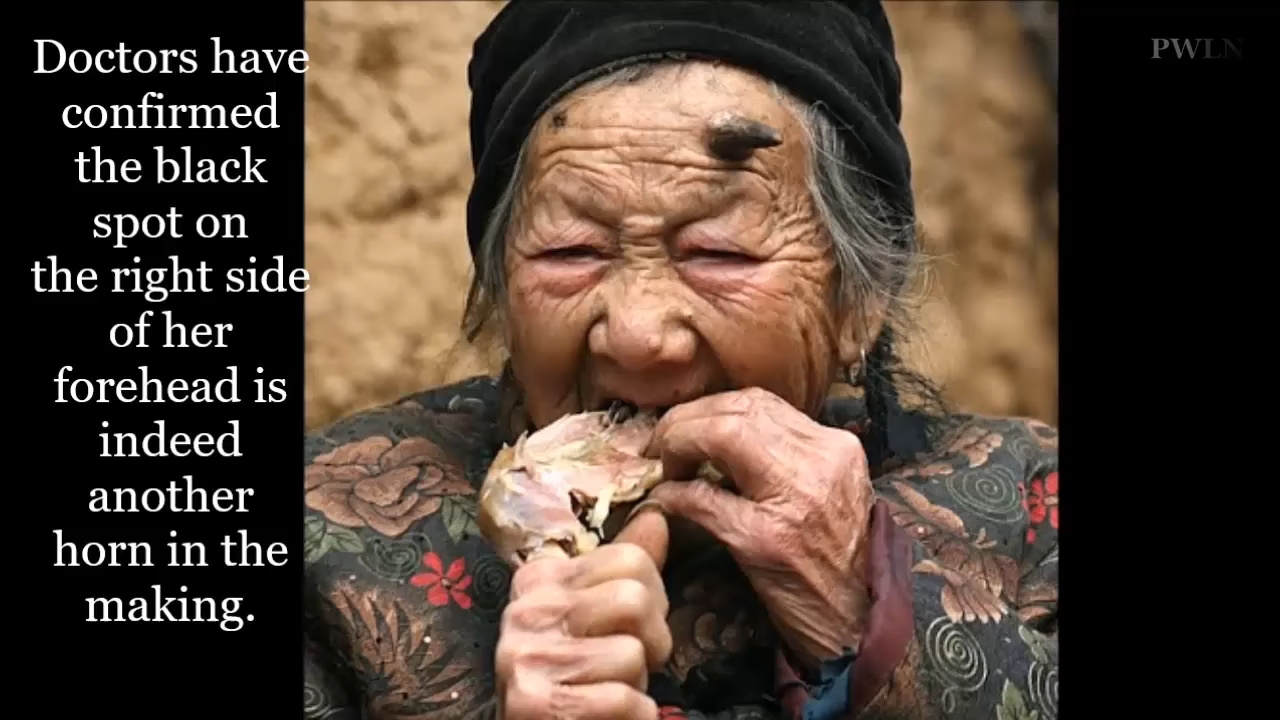 Doctors have
confirmed
the black
spot on
the right side
of her
forehead is
indeed
another
horn in the
making.
PWLN